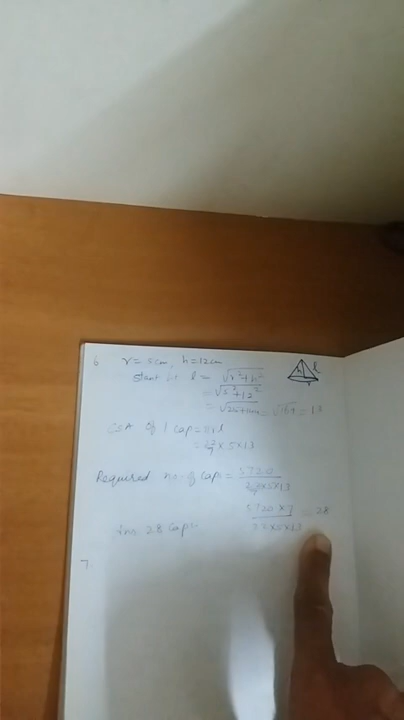 6 r = 5cm, h = 12cm
Slant ht l = √r²+h²
= √5²+12²
= √25+144 = √169 = 13
CSA of 1 cap = πrl
= 22/7 × 5 × 13
Required no. of caps = 5720 / 22/7 × 5 × 13
5720 × 7 / 22 × 5 × 13 = 28
Ans. 28 Caps
7.
h l r